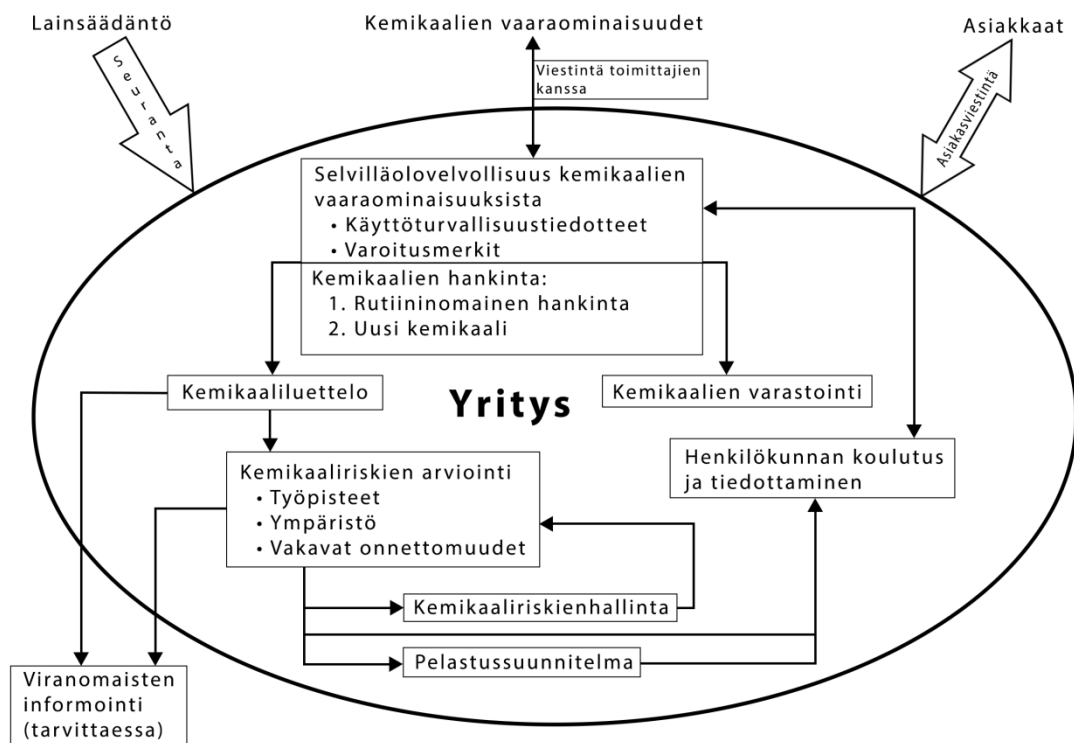 Lainsäädäntö
Kemikaalien vaaraominaisuudet
Asiakkaat
Seuranta
Viestintä toimittajien
kanssa
Asiakasviestintä
Selvilläolovelvollisuus kemikaalien
vaaraominaisuuksista
• Käyttöturvallisuustiedotteet
• Varoitusmerkit
Kemikaalien hankinta:
1. Rutiininomainen hankinta
2. Uusi kemikaali
Kemikaaliluettelo
Yritys
Kemikaalien varastointi
Kemikaaliriskien arviointi
• Työpisteet
• Ympäristö
• Vakavat onnettomuudet
Henkilökunnan koulutus
ja tiedottaminen
Kemikaaliriskienhallinta
Pelastussuunnitelma
Viranomaisten
informointi
(tarvittaessa)